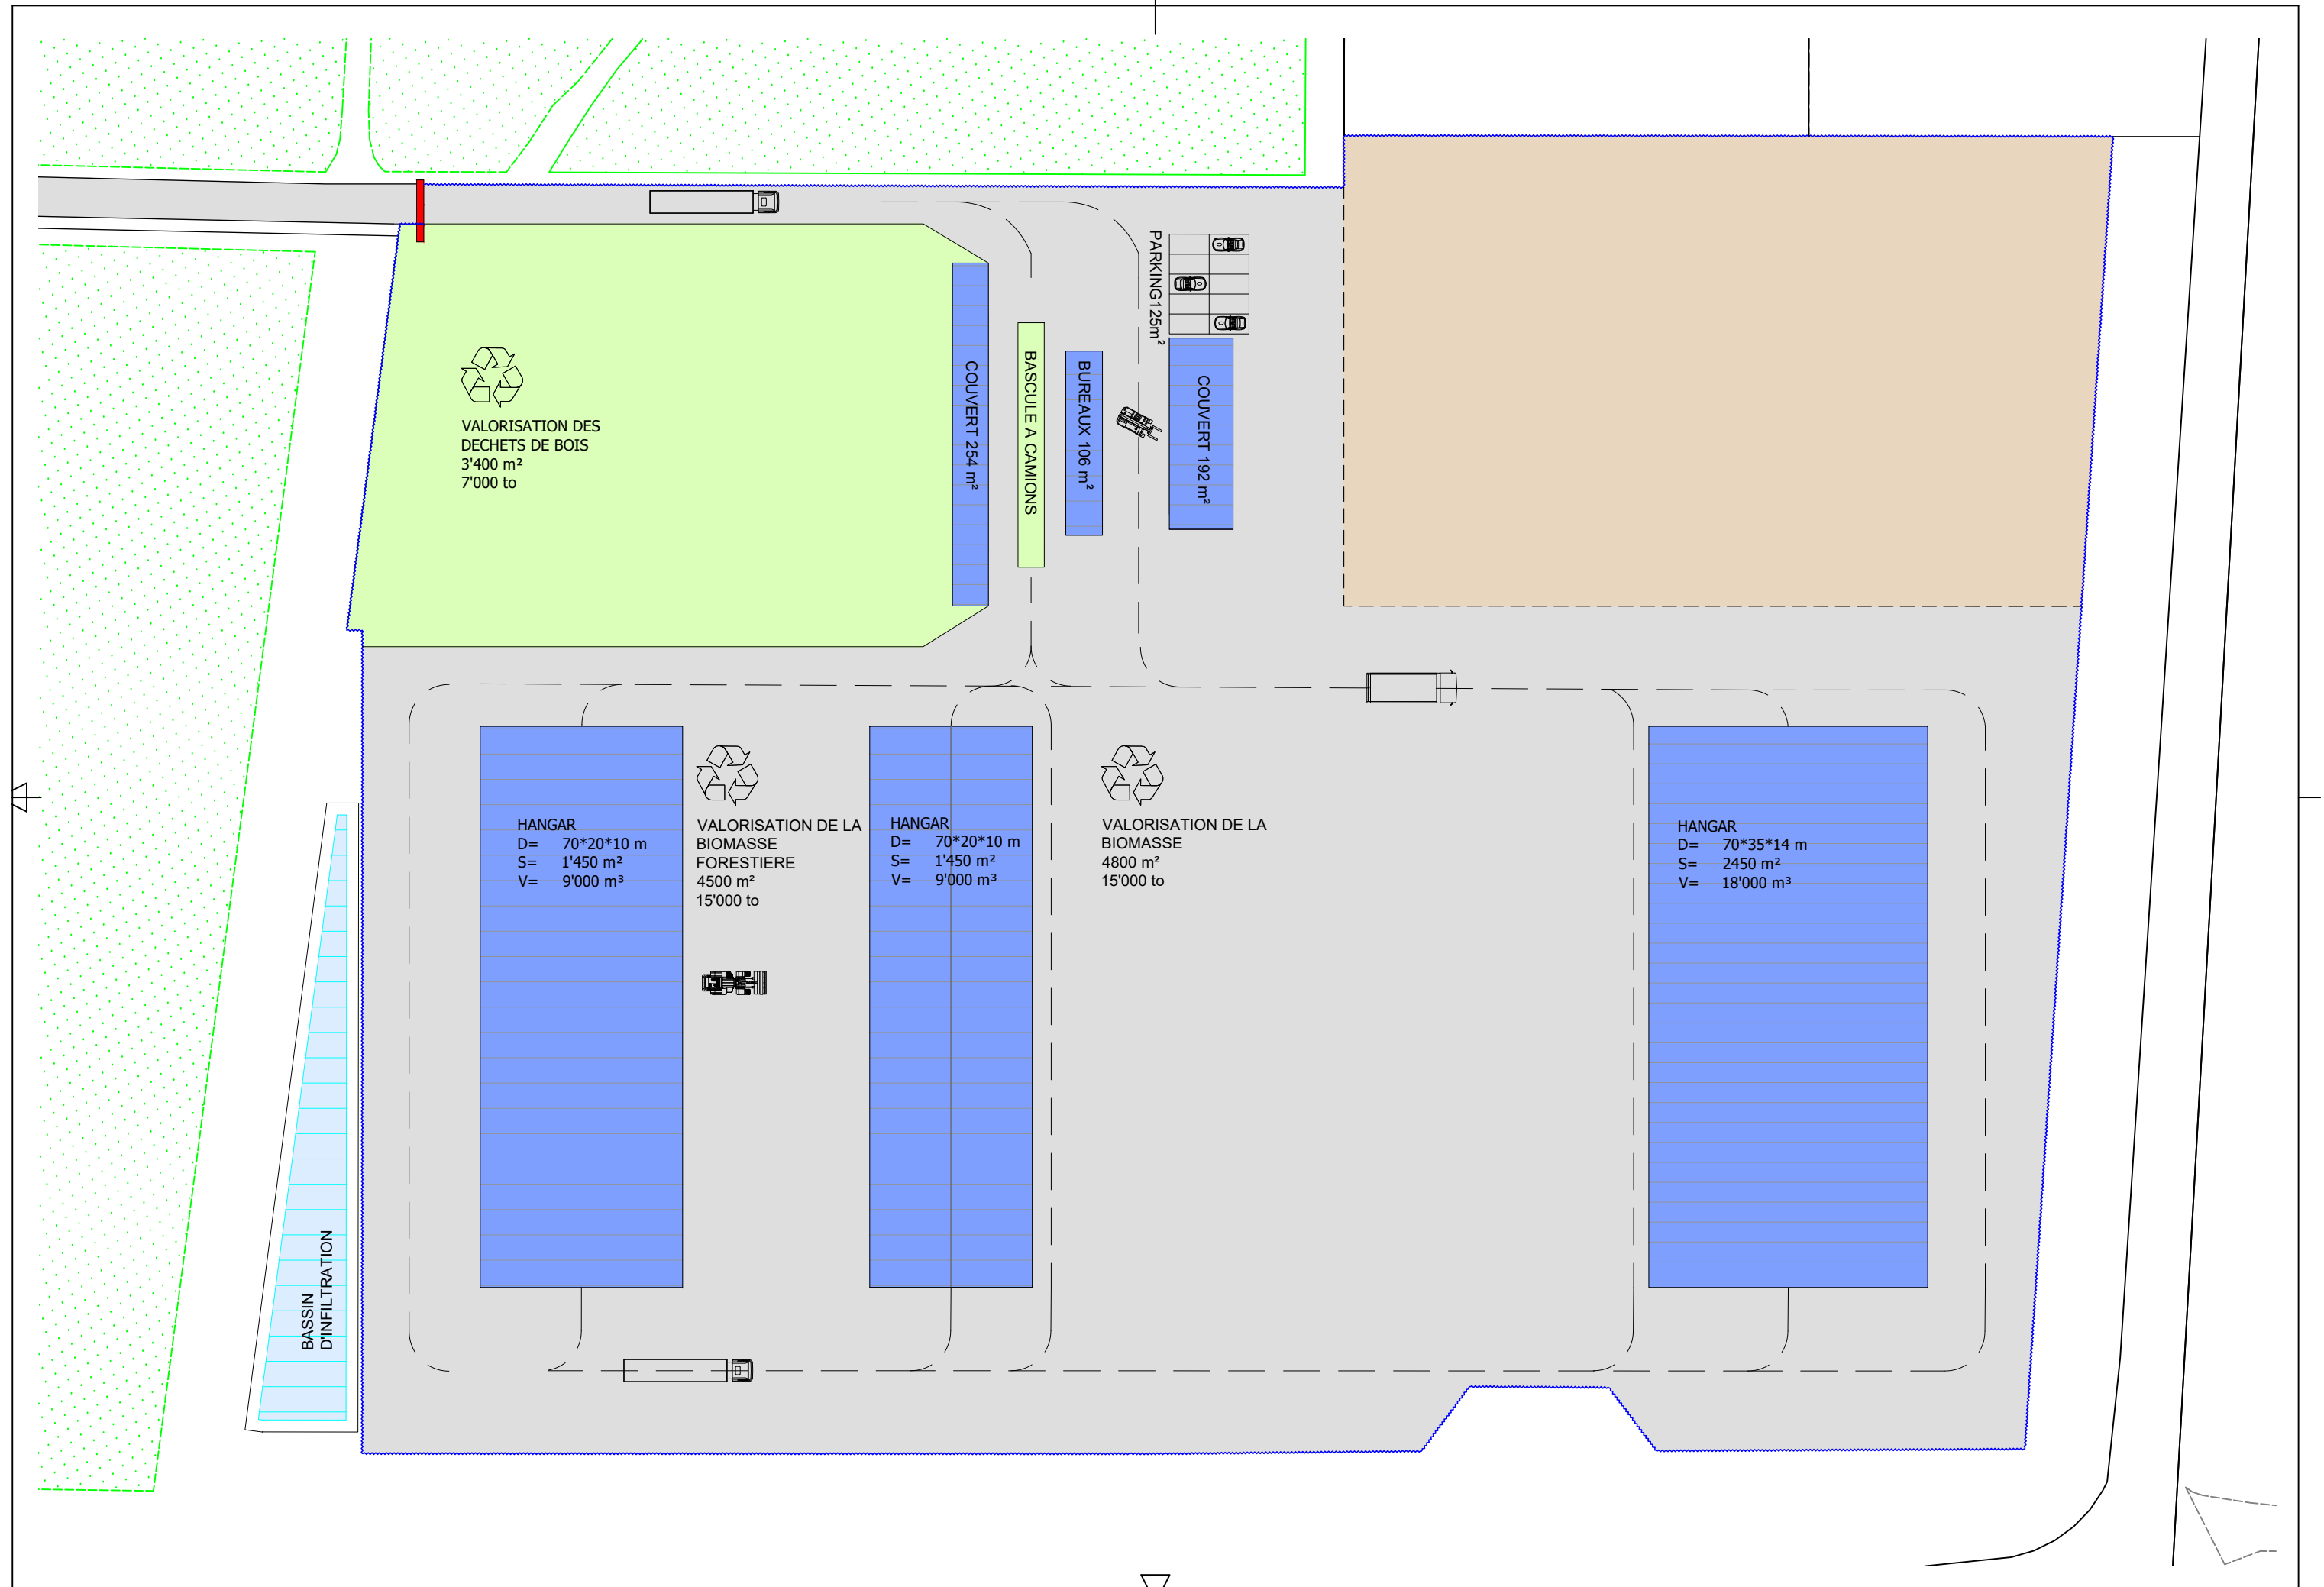 PARKING125m²
VALORISATION DES
DECHETS DE BOIS
3'400 m²
7'000 to
COUVERT 254 m²
BASCULE A CAMIONS
BUREAUX 106 m²
COUVERT 192 m²
HANGAR
D= 70*20*10 m
S= 1'450 m²
V= 9'000 m³
VALORISATION DE LA
BIOMASSE
FORESTIERE
4500 m²
15'000 to
HANGAR
D= 70*20*10 m
S= 1'450 m²
V= 9'000 m³
VALORISATION DE LA
BIOMASSE
4800 m²
15'000 to
HANGAR
D= 70*35*14 m
S= 2450 m²
V= 18'000 m³
BASSIN
D'INFILTRATION